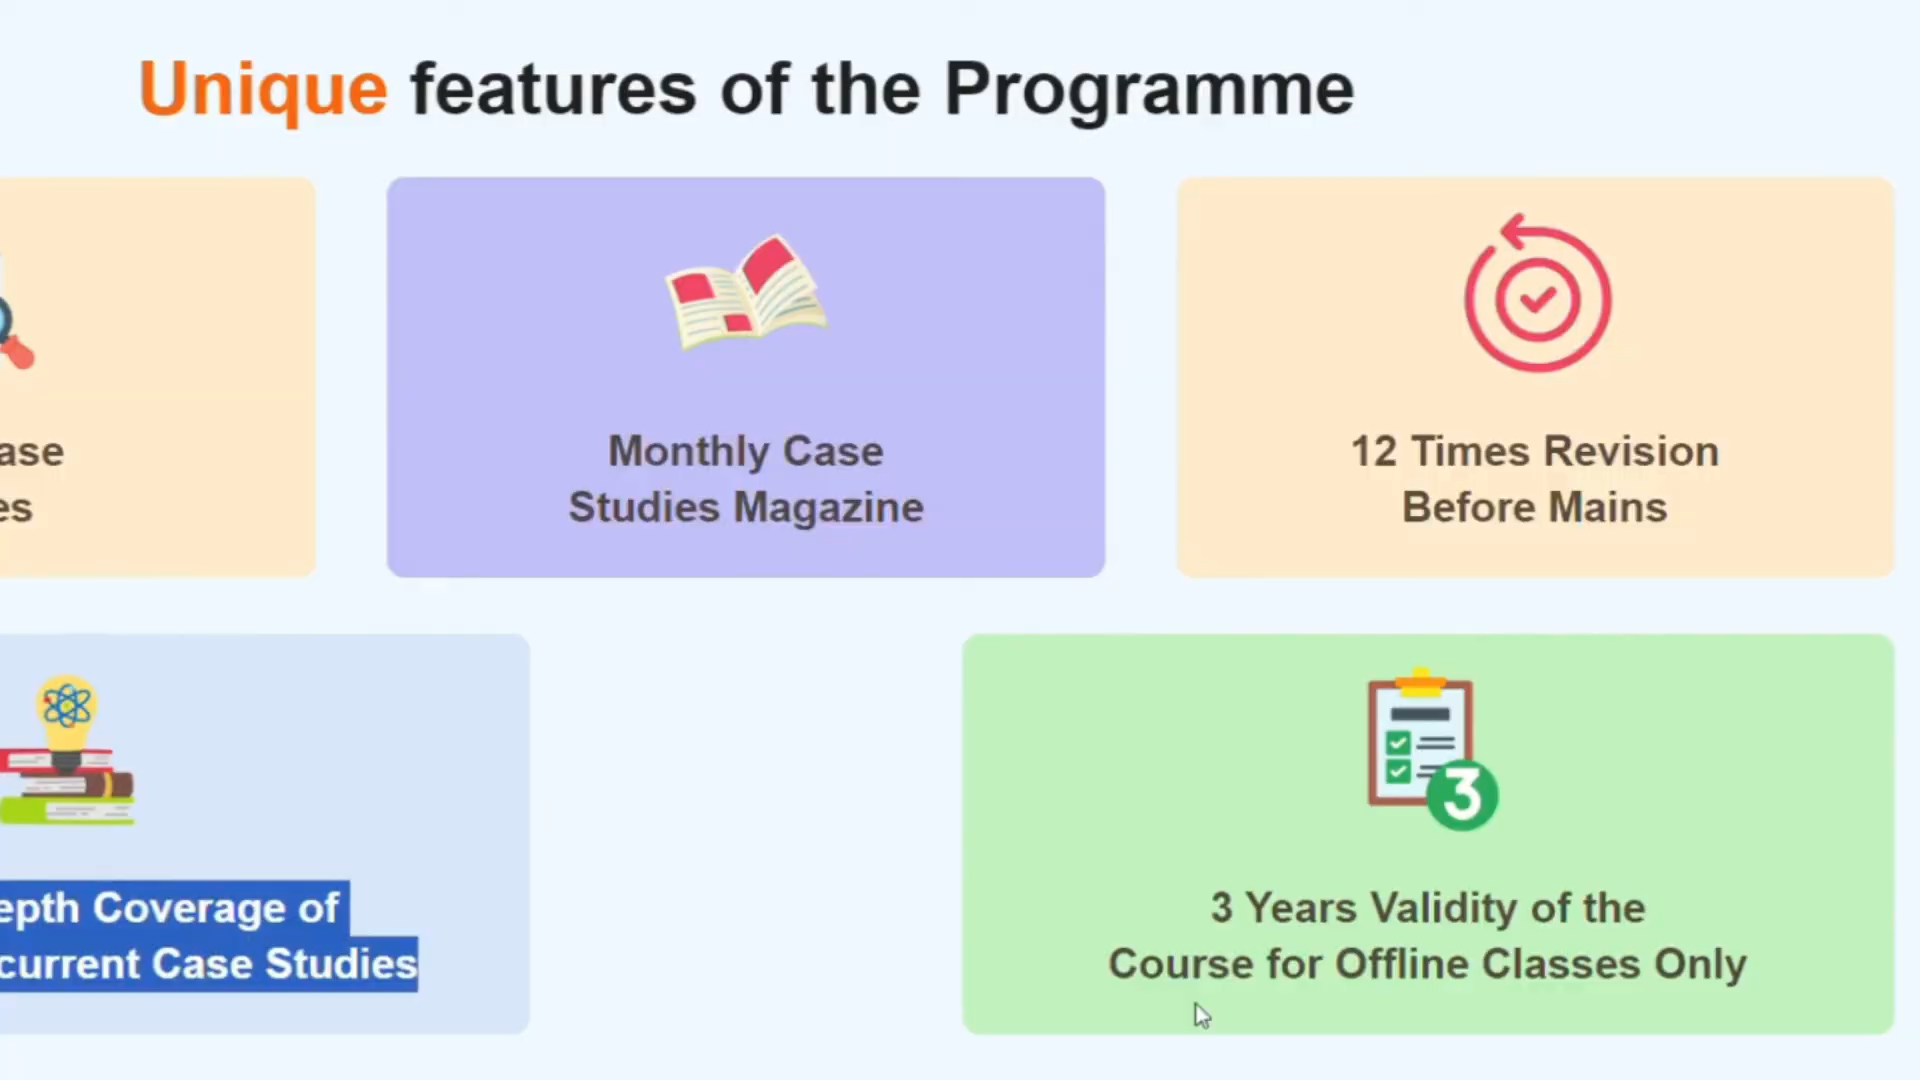 Unique features of the Programme
ase
es
Monthly Case
Studies Magazine
12 Times Revision
Before Mains
epth Coverage of
current Case Studies
3
3 Years Validity of the
Course for Offline Classes Only